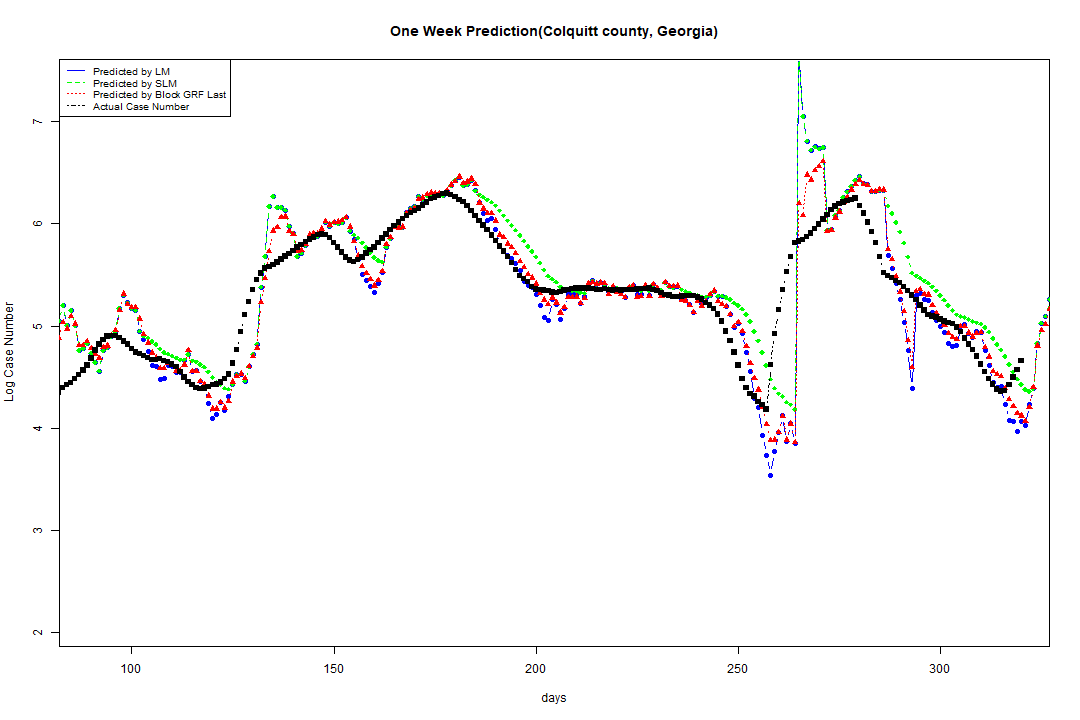 One Week Prediction(Colquitt county, Georgia)
Predicted by LM
Predicted by SLM
Predicted by Block GRF Last
Actual Case Number
7
6
5
4
3
2
Log Case Number
100 150 200 250 300
days